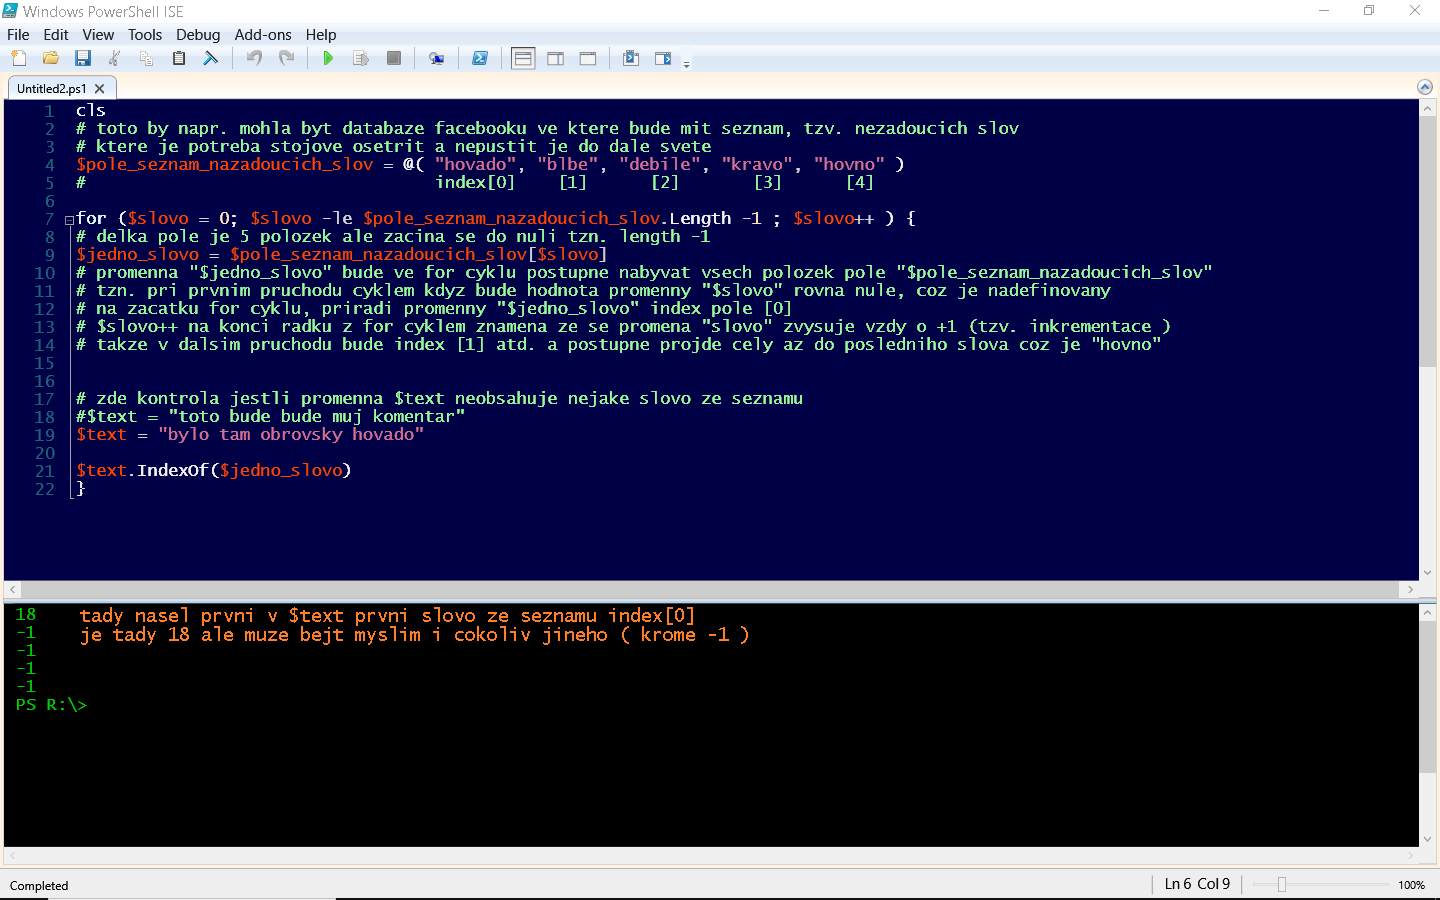 Windows PowerShell ISE
File Edit View Tools Debug Add-ons Help
Untitled2.ps1
1 cls
2 # toto by napr. mohla byt databaze facebooku ve ktere bude mit seznam, tzv. nezadoucich slov
3 # ktere je potreba stojove osetrit a nepustit je do dale svete
4 $pole_seznam_nazadoucich_slov = @( "hovado", "blbe", "debile", "kravo", "hovno" )
5 # index[0] [1] [2] [3] [4]
6
7 for ($slovo = 0; $slovo -le $pole_seznam_nazadoucich_slov.Length -1 ; $slovo++ ) {
8 # delka pole je 5 polozek ale zacina se do nuli tzn. length -1
9 $jedno_slovo = $pole_seznam_nazadoucich_slov[$slovo]
10 # promenna "$jedno_slovo" bude ve for cyklu postupne nabyvat vsech polozek pole "$pole_seznam_nazadoucich_slov"
11 # tzn. pri prvnim pruchodu cyklem kdyz bude hodnota promenny "$slovo" rovna nule, coz je nadefinovany
12 # na zacatku for cyklu, priradi promenny "$jedno_slovo" index pole [0]
13 # $slovo++ na konci radku z for cyklem znamena ze se promena "slovo" zvysuje vzdy o +1 (tzv. inkrementace )
14 # takze v dalsim pruchodu bude index [1] atd. a postupne projde cely az do posledniho slova coz je "hovno"
15
16
17 # zde kontrola jestli promenna $text neobsahuje nejake slovo ze seznamu
18 #$text = "toto bude bude muj komentar"
19 $text = "bylo tam obrovsky hovado"
20
21 $text.IndexOf($jedno_slovo)
22 }
18 tady nasel prvni v $text prvni slovo ze seznamu index[0]
-1 je tady 18 ale muze bejt myslim i cokoliv jineho ( krome -1 )
-1
-1
-1
PS R:\>
Completed
Ln 6 Col 9
100%